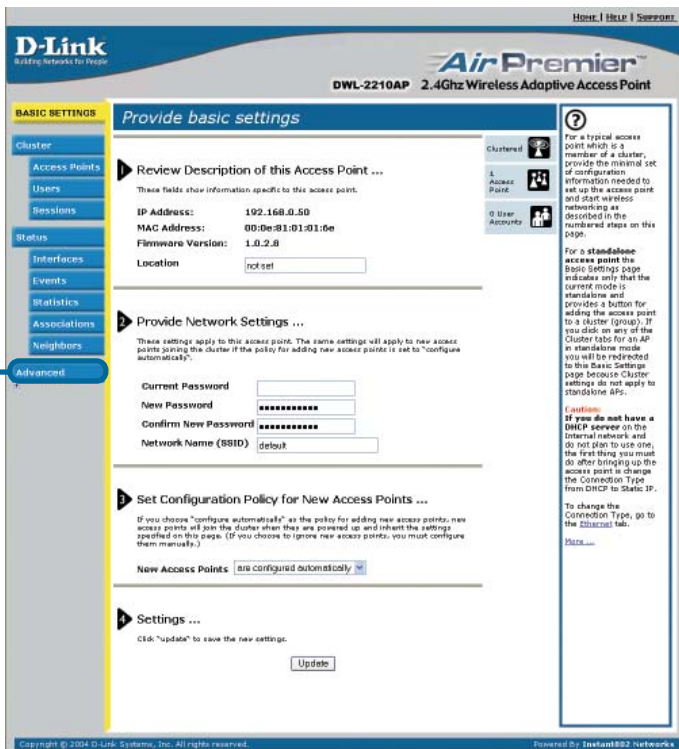 HOME | HELP | SUPPORT
D-Link
Building Networks for People
AirPremier™
DWL-2210AP 2.4Ghz Wireless Adaptive Access Point
BASIC SETTINGS
Cluster
Access Points
Users
Sessions
Status
Interfaces
Events
Statistics
Associations
Neighbors
Advanced
Provide basic settings
Clustered
1 Access Point
0 User Accounts
1 Review Description of this Access Point ...
These fields show information specific to this access point.
IP Address: 192.168.0.50
MAC Address: 00:0e:81:01:01:6e
Firmware Version: 1.0.2.8
Location not set
2 Provide Network Settings ...
These settings apply to this access point. The same settings will apply to new access
points joining the cluster if the policy for adding new access points is set to "configure
automatically".
Current Password
New Password
Confirm New Password
Network Name (SSID) default
3 Set Configuration Policy for New Access Points ...
If you choose "configure automatically" as the policy for adding new access points, new
access points will join the cluster when they are powered up and inherit the settings
specified on this page. (If you choose to ignore new access points, you must configure
them manually.)
New Access Points are configured automatically
4 Settings ...
Click "update" to save the new settings.
Update
?
For a typical access
point which is a
member of a cluster,
provide the minimal set
of configuration
information needed to
set up the access point
and start wireless
networking as
described in the
numbered steps on this
page.
For a standalone
access point the
Basic Settings page
indicates only that the
current mode is
standalone and
provides a button for
adding the access point
to a cluster (group). If
you click on any of the
Cluster tabs for an AP
in standalone mode
you will be redirected
to this Basic Settings
page because Cluster
settings do not apply to
standalone APs.
Caution:
If you do not have a
DHCP server on the
Internal network and
do not plan to use one,
the first thing you must
do after bringing up the
access point is change
the Connection Type
from DHCP to Static IP.
To change the
Connection Type, go to
the Ethernet tab.
More ...
Copyright © 2004 D-Link Systems, Inc. All rights reserved.
Powered By Instant802 Networks